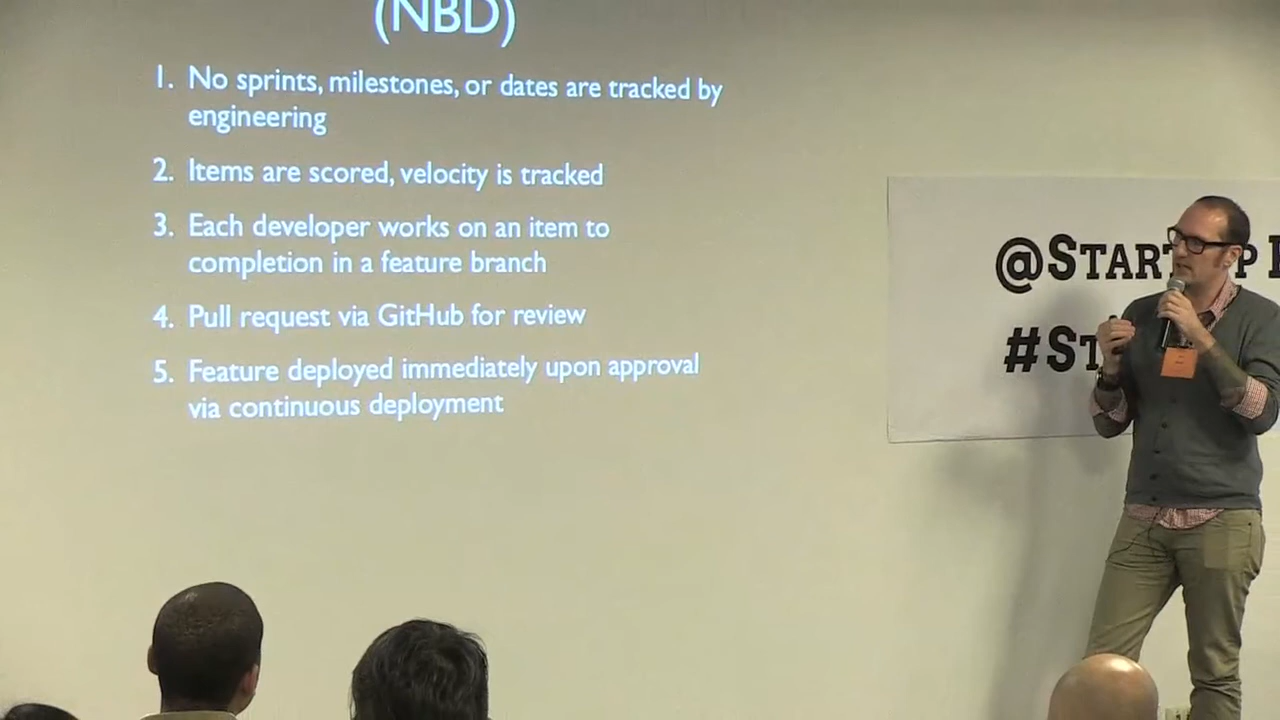 (NBD)
1. No sprints, milestones, or dates are tracked by
engineering
2. Items are scored, velocity is tracked
3. Each developer works on an item to
completion in a feature branch
4. Pull request via GitHub for review
5. Feature deployed immediately upon approval
via continuous deployment
@START P
#ST